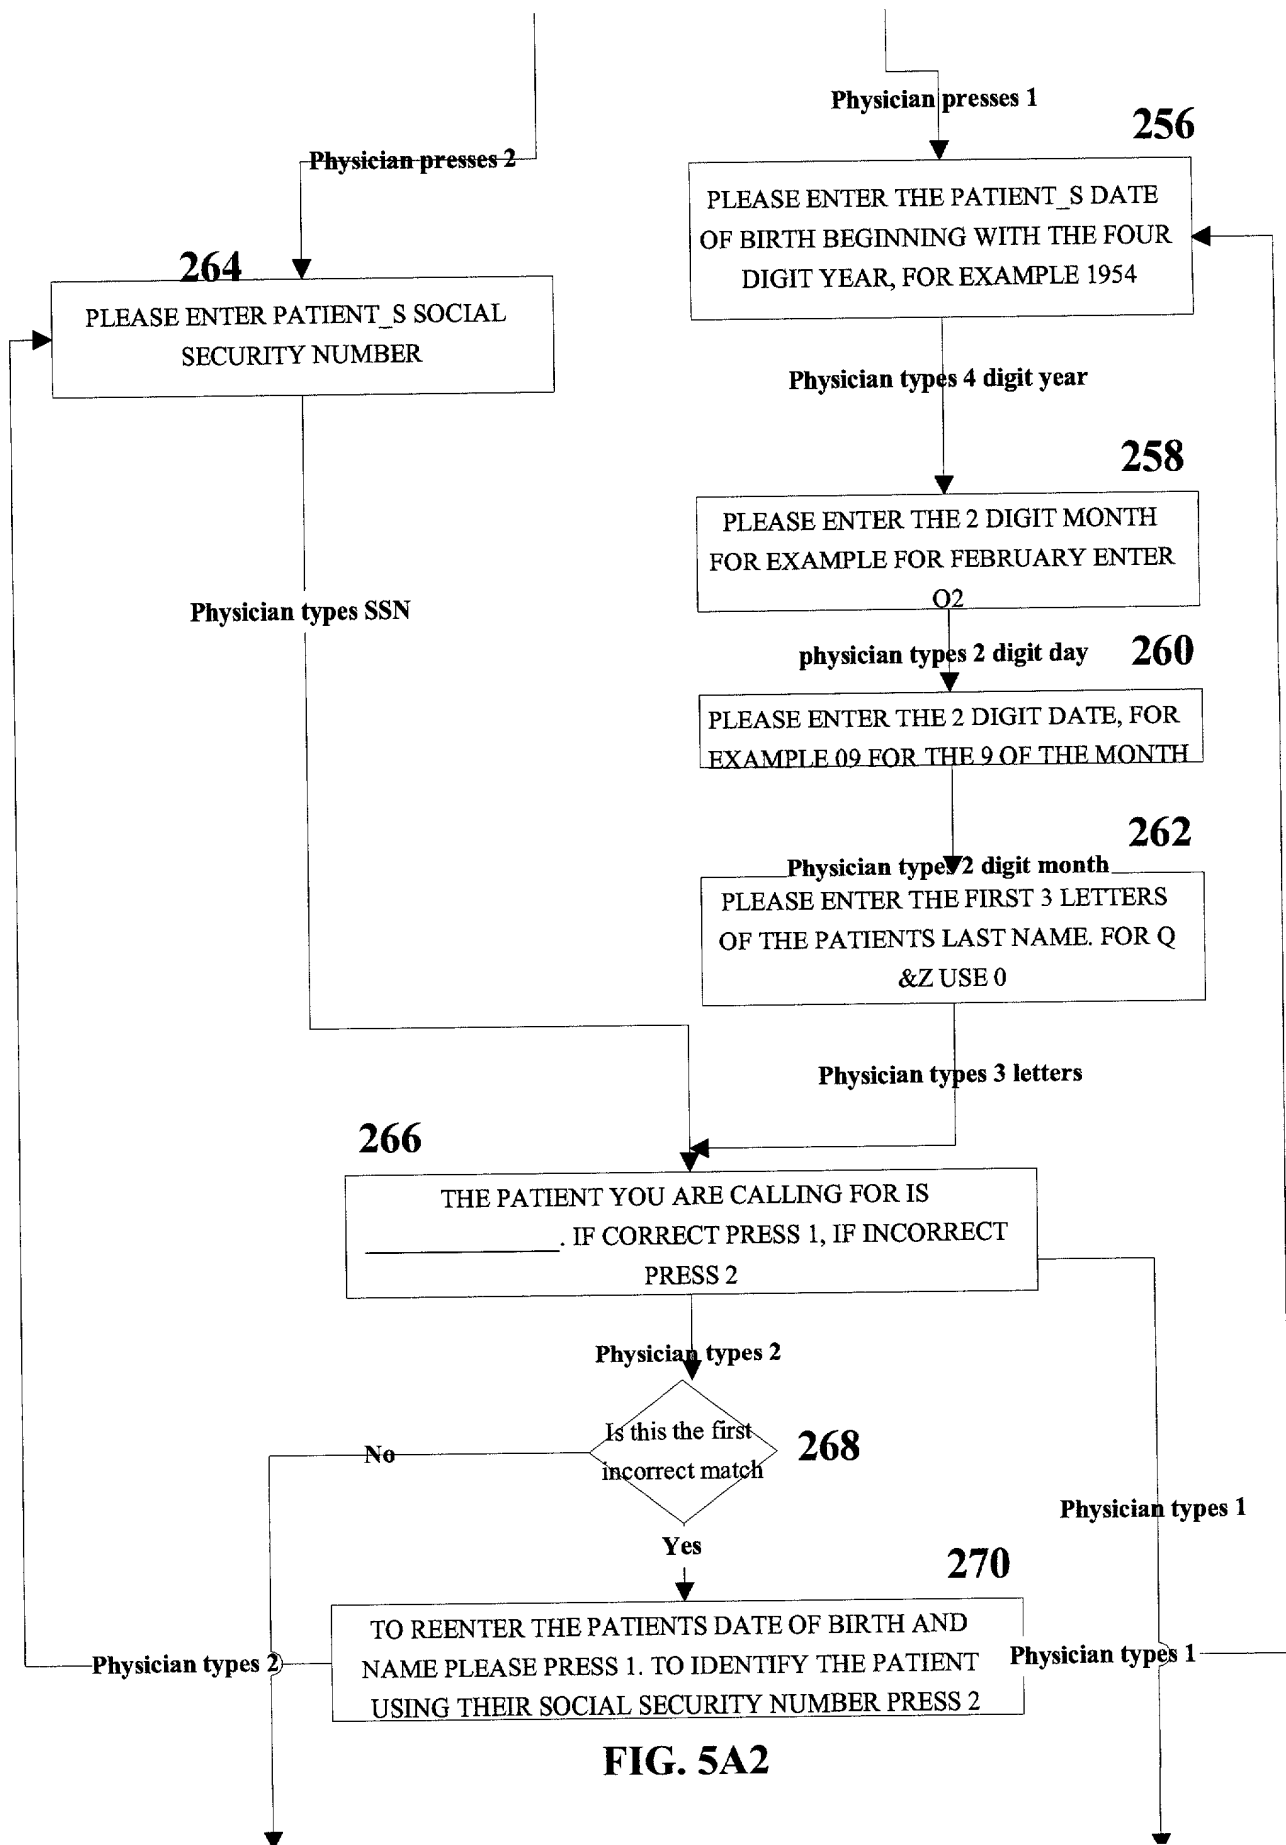 Physician presses 1
256
Physician presses 2
PLEASE ENTER THE PATIENT_S DATE
OF BIRTH BEGINNING WITH THE FOUR
DIGIT YEAR, FOR EXAMPLE 1954
264
PLEASE ENTER PATIENT_S SOCIAL
SECURITY NUMBER
Physician types 4 digit year
258
PLEASE ENTER THE 2 DIGIT MONTH
FOR EXAMPLE FOR FEBRUARY ENTER
O2
Physician types SSN
physician types 2 digit day
260
PLEASE ENTER THE 2 DIGIT DATE, FOR
EXAMPLE 09 FOR THE 9 OF THE MONTH
262
Physician types 2 digit month
PLEASE ENTER THE FIRST 3 LETTERS
OF THE PATIENTS LAST NAME. FOR Q
&Z USE 0
Physician types 3 letters
266
THE PATIENT YOU ARE CALLING FOR IS
______________. IF CORRECT PRESS 1, IF INCORRECT
PRESS 2
Physician types 2
Is this the first
incorrect match
268
No
Physician types 1
Yes
270
TO REENTER THE PATIENTS DATE OF BIRTH AND
NAME PLEASE PRESS 1. TO IDENTIFY THE PATIENT
USING THEIR SOCIAL SECURITY NUMBER PRESS 2
Physician types 2
Physician types 1
FIG. 5A2